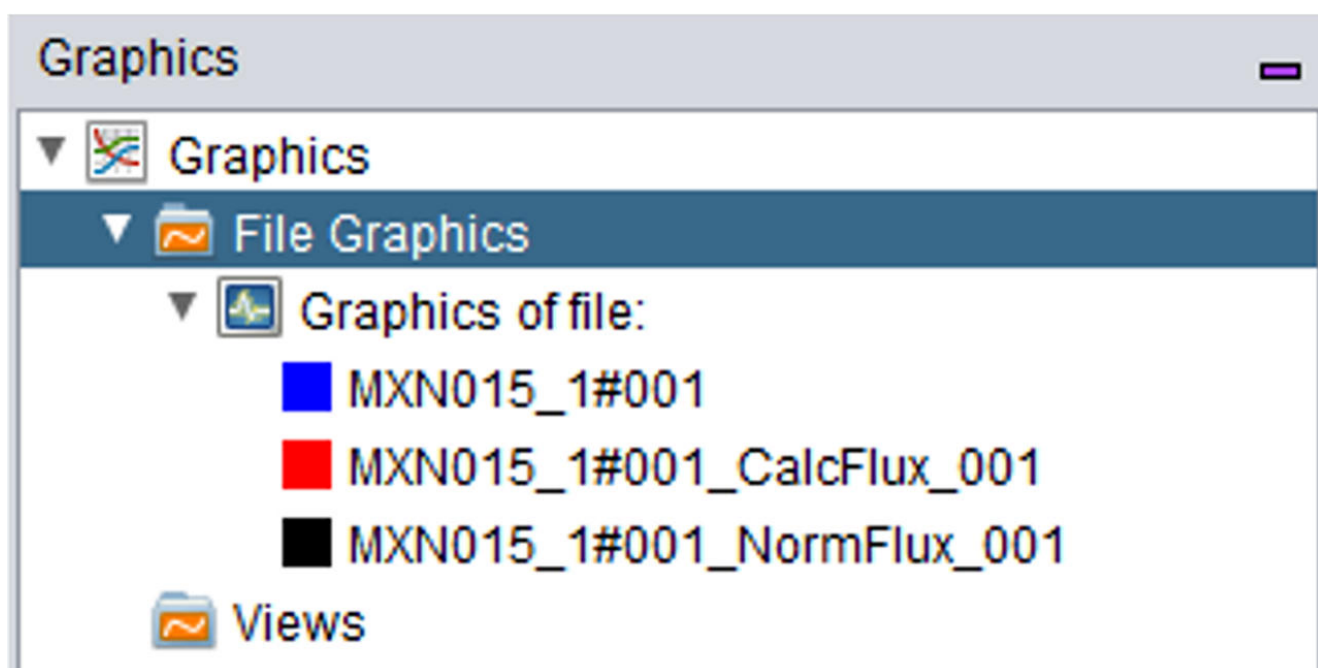 Graphics
Graphics
File Graphics
Graphics of file:
MXN015_1#001
MXN015_1#001_CalcFlux_001
MXN015_1#001_NormFlux_001
Views